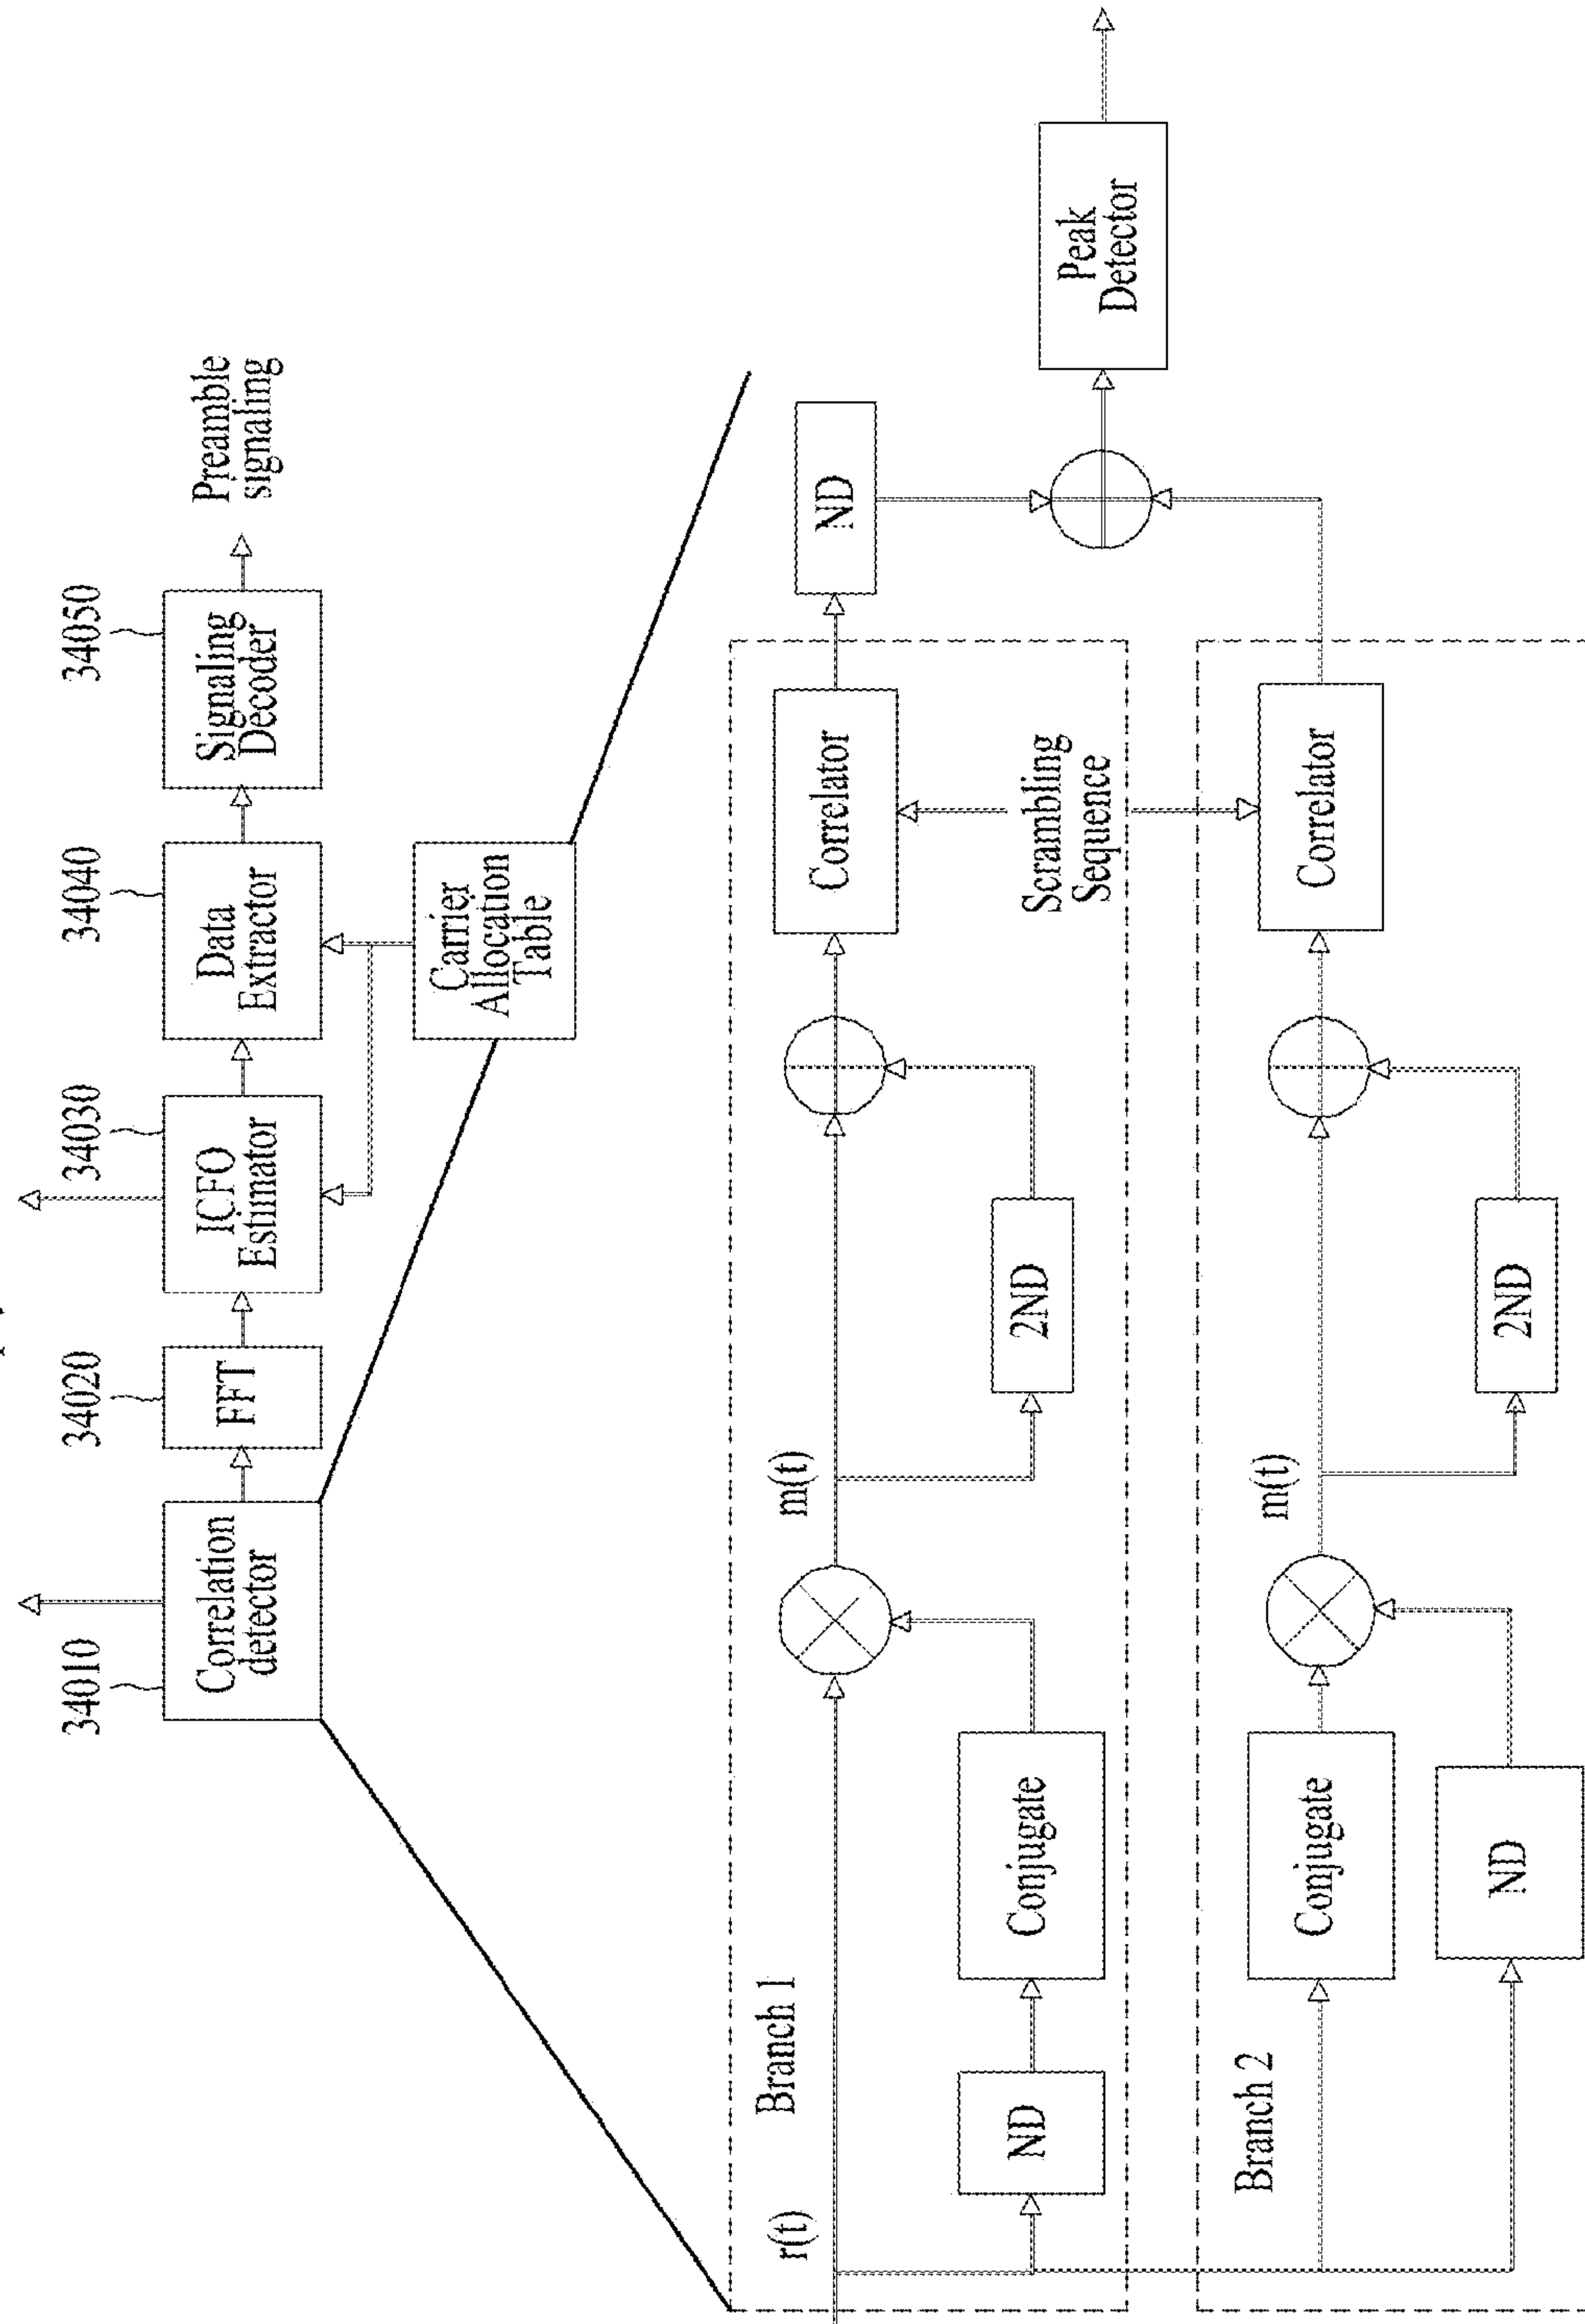 34010
34020
34030
34040
34050
Correlation
detector
FFT
ICFO
Estimator
Data
Extractor
Signaling
Decoder
Preamble
signaling
Carrier
Allocation
Table
Branch 1
r(t)
m(t)
ND
Conjugate
2ND
Correlator
ND
Scrambling
Sequence
Peak
Detector
Branch 2
m(t)
Conjugate
ND
2ND
Correlator